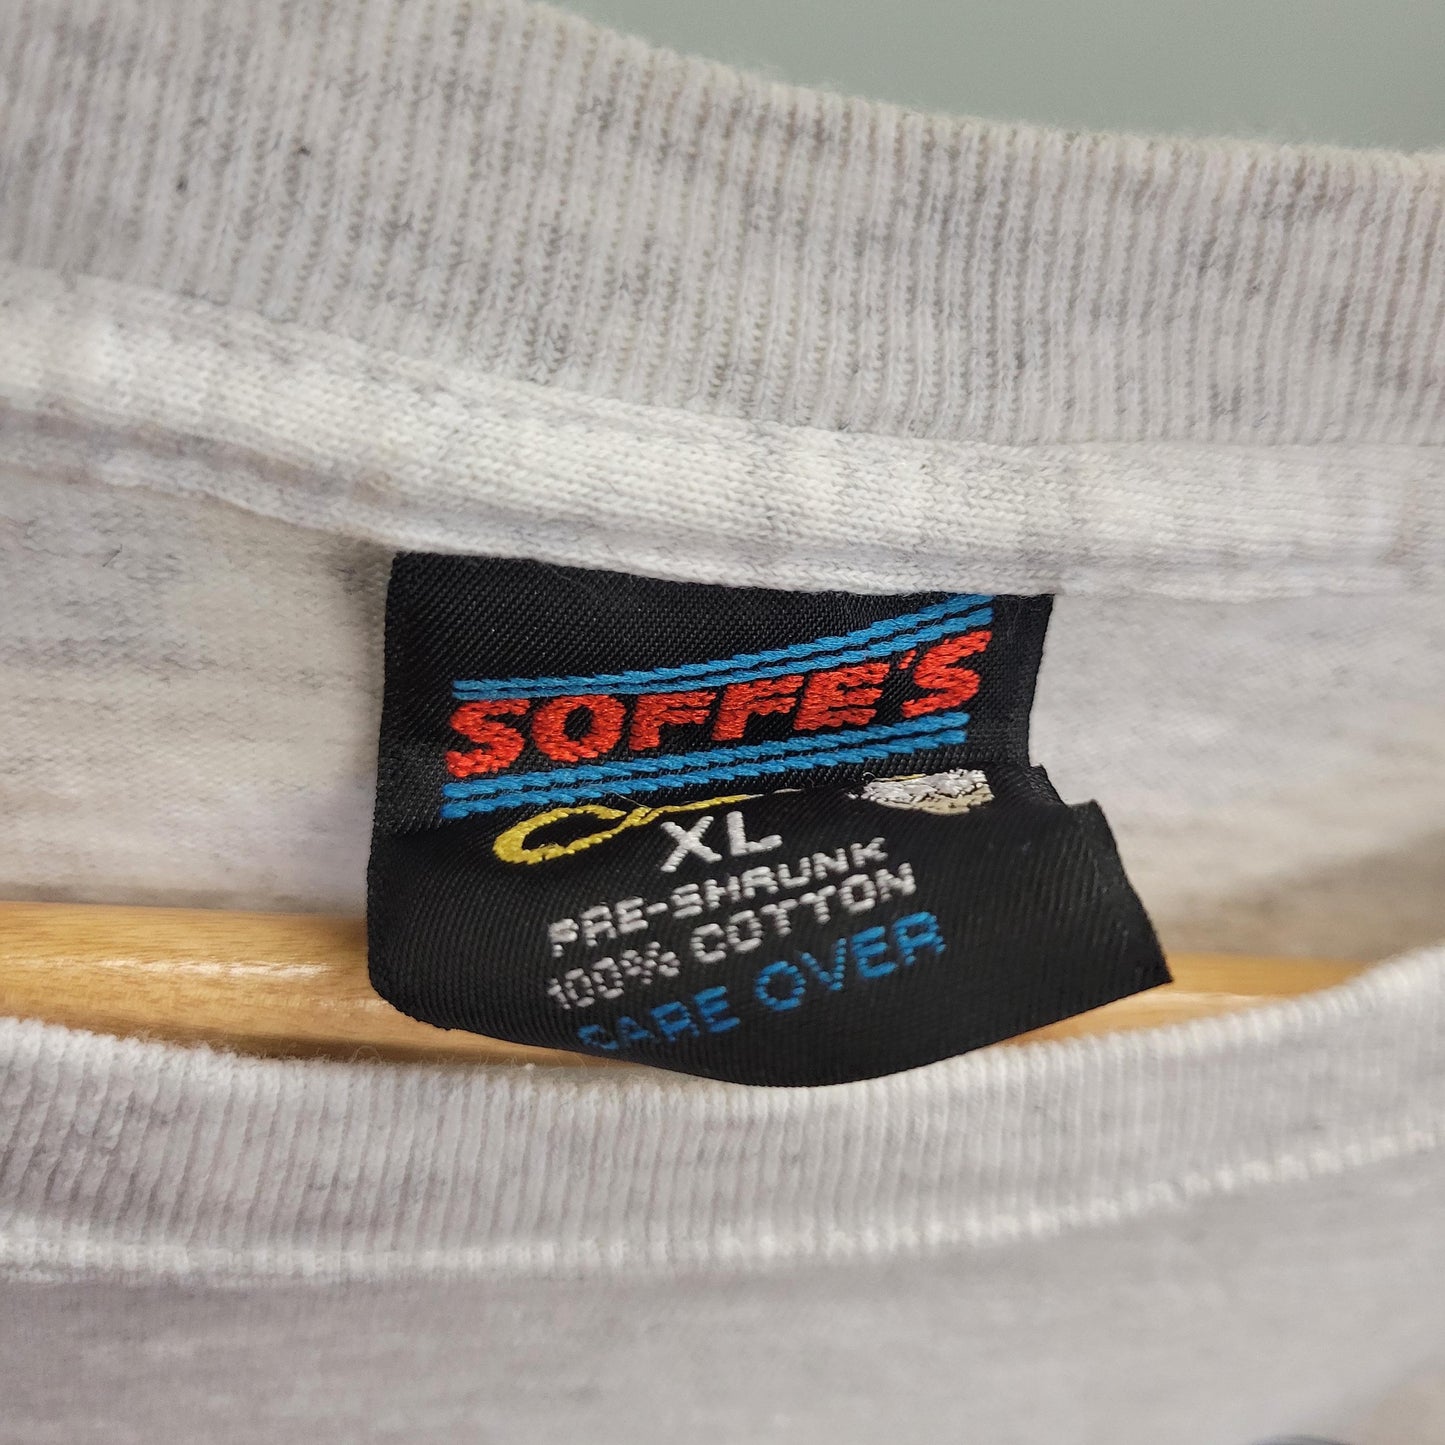 SOFFE'S
XL
PRE-SHRUNK
100% COTTON
CARE OVER